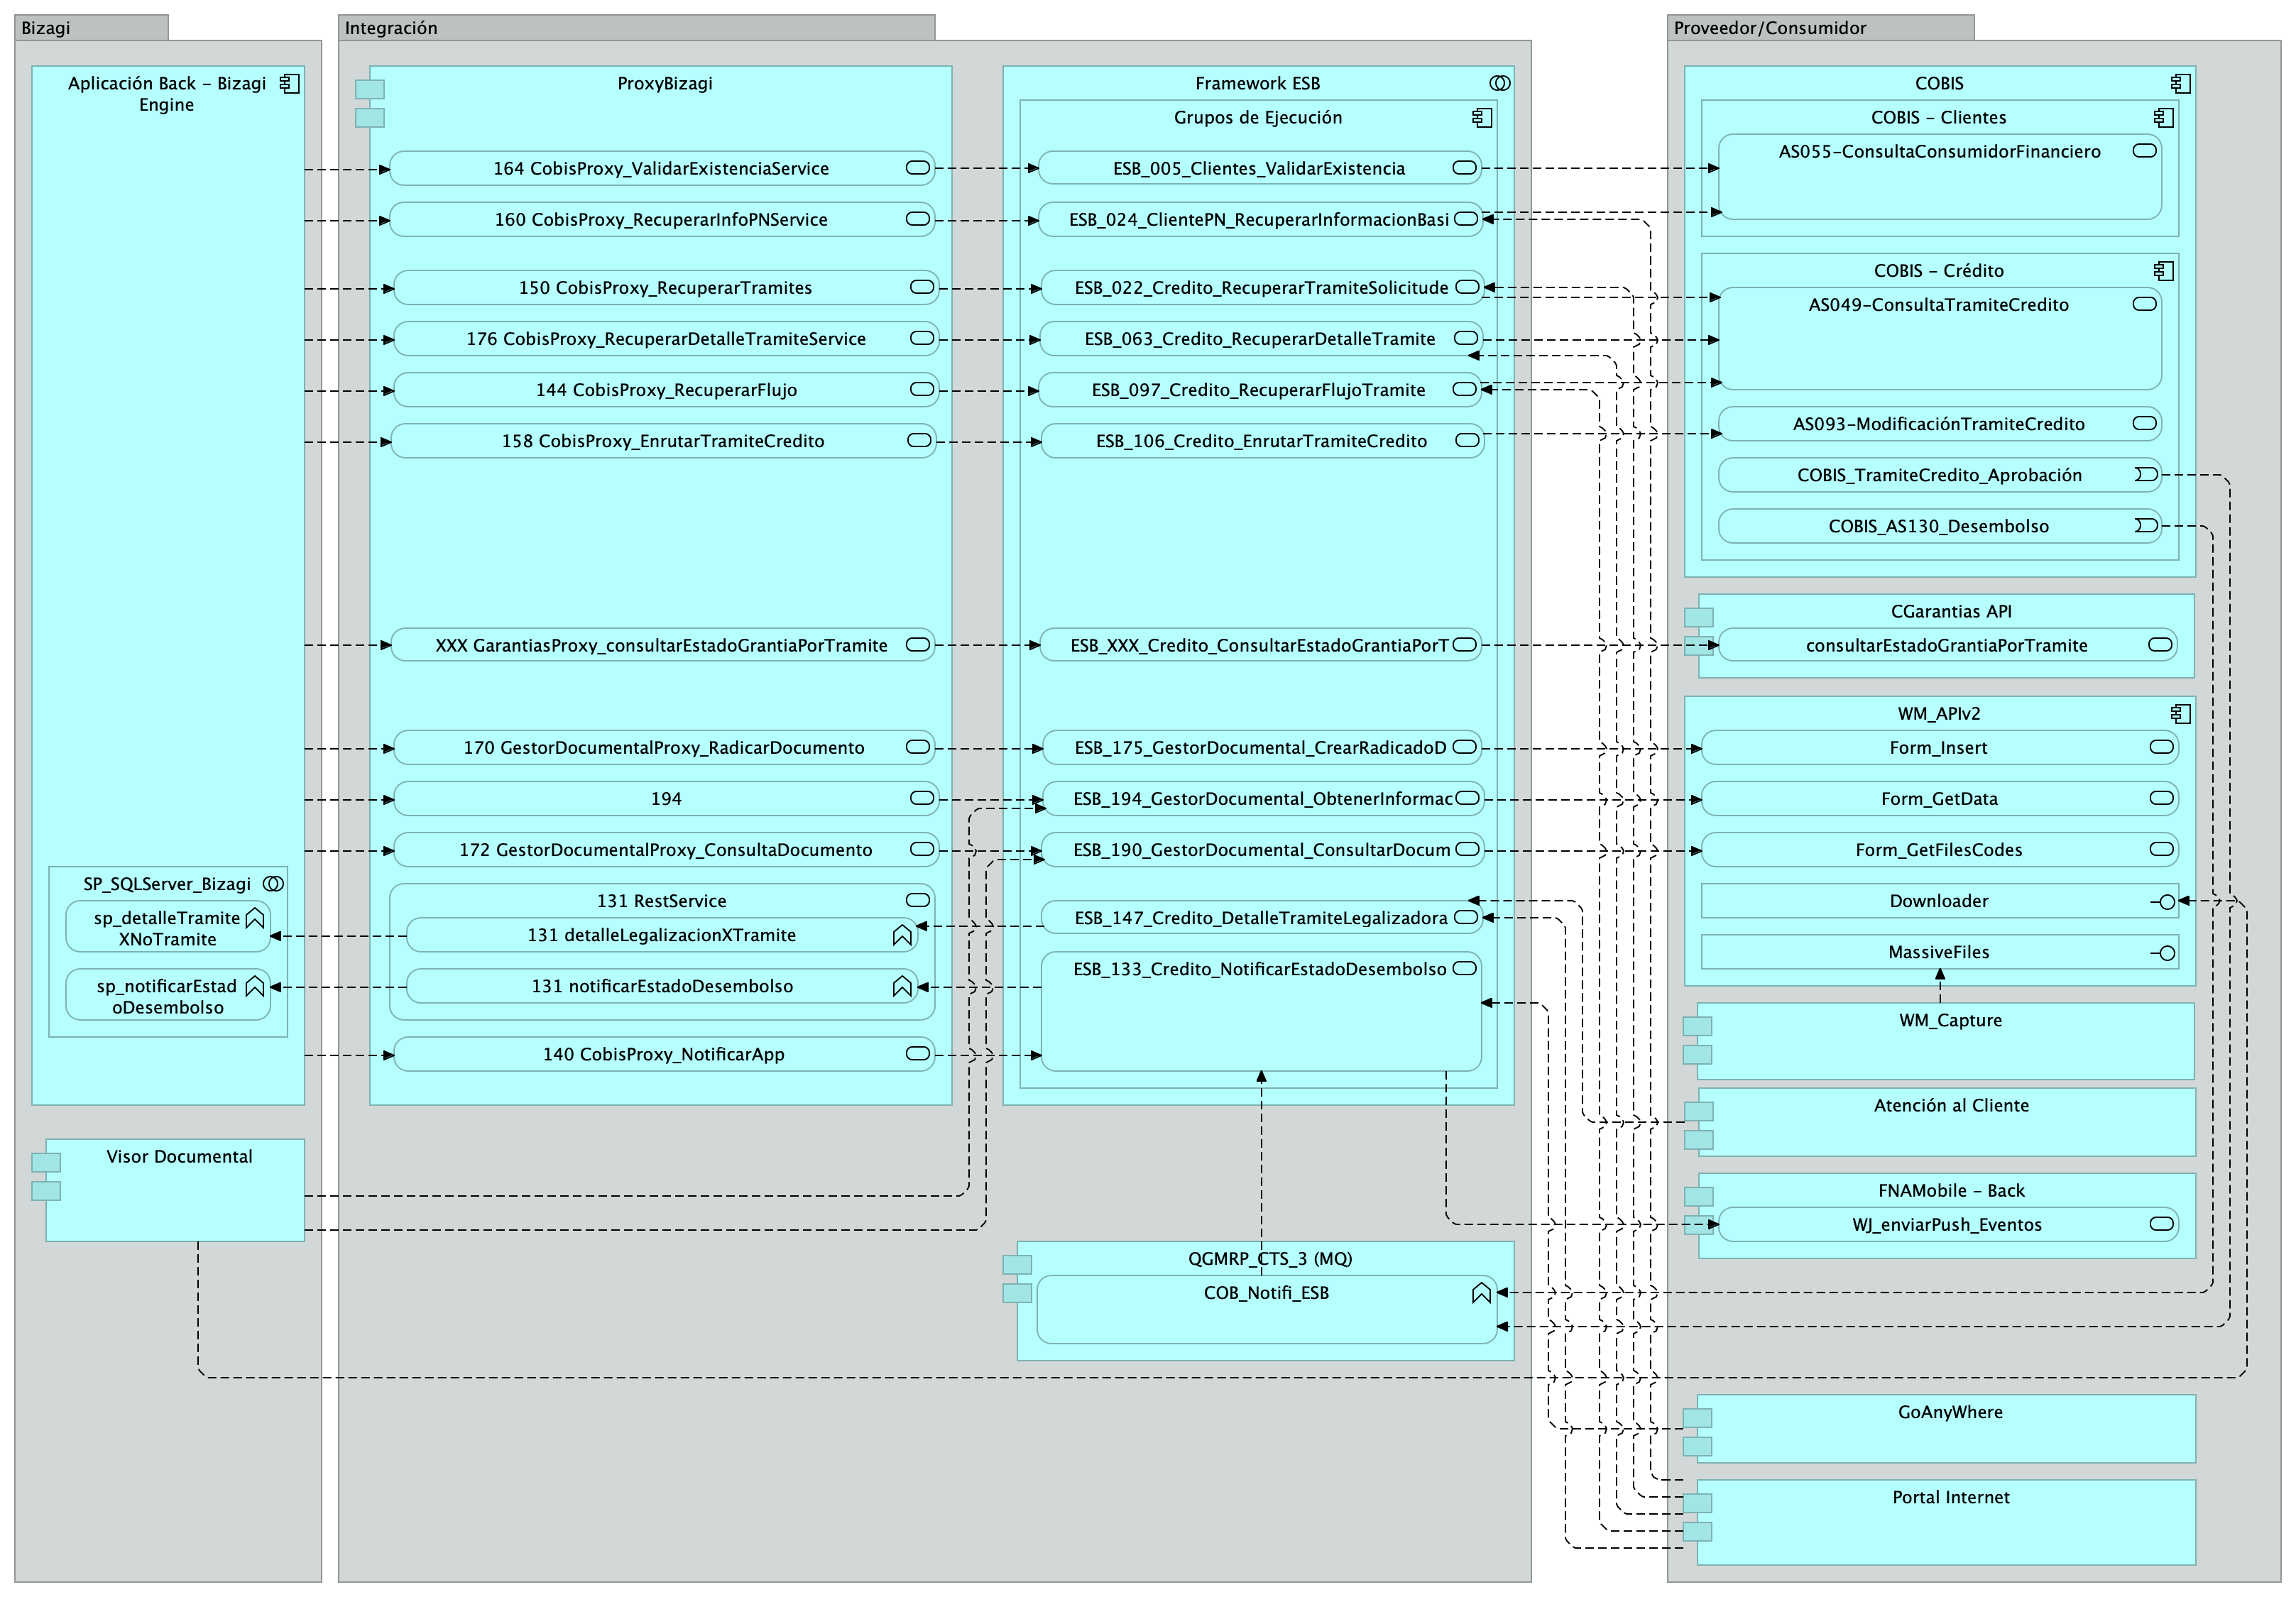 Bizagi
Aplicación Back - Bizagi
Engine
SP_SQLServer_Bizagi
sp_detalleTramite
XNoTramite
sp_notificarEstad
oDesembolso
Visor Documental
Integración
ProxyBizagi
164 CobisProxy_ValidarExistenciaService
160 CobisProxy_RecuperarInfoPNService
150 CobisProxy_RecuperarTramites
176 CobisProxy_RecuperarDetalleTramiteService
144 CobisProxy_RecuperarFlujo
158 CobisProxy_EnrutarTramiteCredito
XXX GarantiasProxy_consultarEstadoGrantiaPorTramite
170 GestorDocumentalProxy_RadicarDocumento
194
172 GestorDocumentalProxy_ConsultaDocumento
131 RestService
131 detalleLegalizacionXTramite
131 notificarEstadoDesembolso
140 CobisProxy_NotificarApp
Framework ESB
Grupos de Ejecución
ESB_005_Clientes_ValidarExistencia
ESB_024_ClientePN_RecuperarInformacionBasi
ESB_022_Credito_RecuperarTramiteSolicitude
ESB_063_Credito_RecuperarDetalleTramite
ESB_097_Credito_RecuperarFlujoTramite
ESB_106_Credito_EnrutarTramiteCredito
ESB_XXX_Credito_ConsultarEstadoGrantiaPorT
ESB_175_GestorDocumental_CrearRadicadoD
ESB_194_GestorDocumental_ObtenerInformac
ESB_190_GestorDocumental_ConsultarDocum
ESB_147_Credito_DetalleTramiteLegalizadora
ESB_133_Credito_NotificarEstadoDesembolso
QGMRP_CTS_3 (MQ)
COB_Notifi_ESB
Proveedor/Consumidor
COBIS
COBIS - Clientes
AS055-ConsultaConsumidorFinanciero
COBIS - Crédito
AS049-ConsultaTramiteCredito
AS093-ModificaciónTramiteCredito
COBIS_TramiteCredito_Aprobación
COBIS_AS130_Desembolso
CGarantias API
consultarEstadoGrantiaPorTramite
WM_APIv2
Form_Insert
Form_GetData
Form_GetFilesCodes
Downloader
MassiveFiles
WM_Capture
Atención al Cliente
FNAMobile - Back
WJ_enviarPush_Eventos
GoAnyWhere
Portal Internet